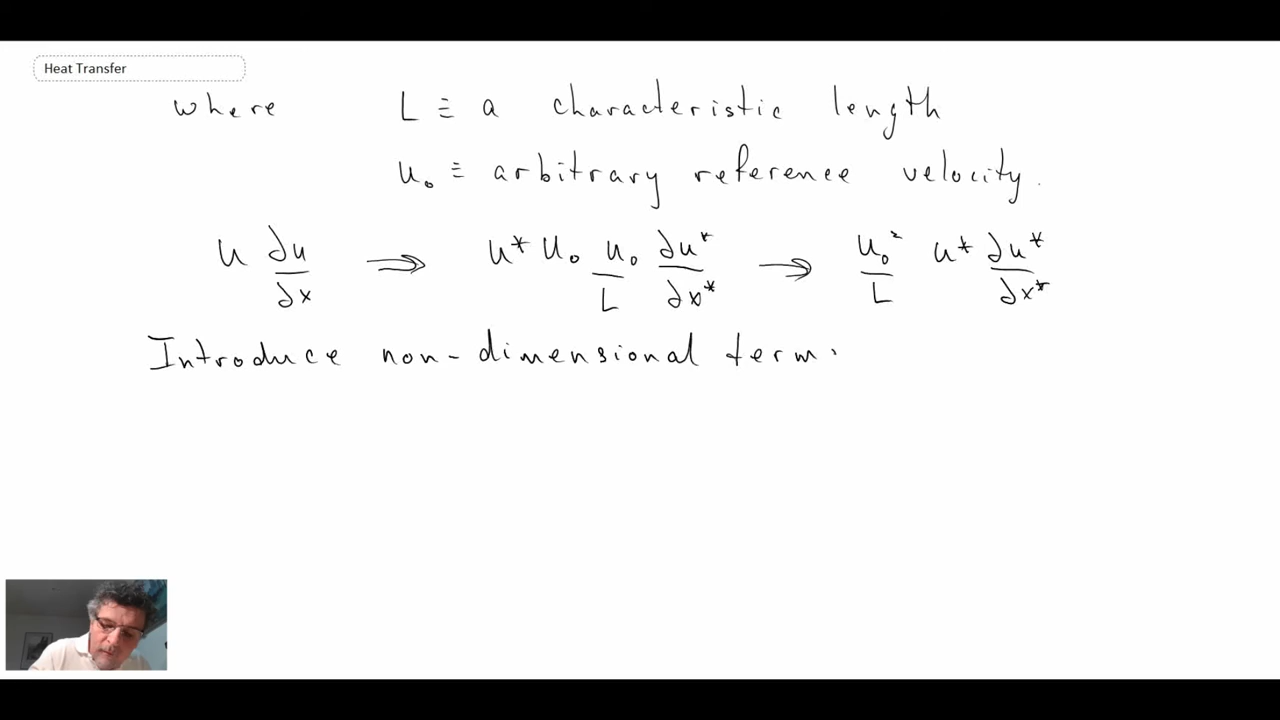 Heat Transfer
where L ≡ a characteristic length
u₀ ≡ arbitrary reference velocity.
u ∂u/∂x ⇒ u* u₀ u₀/L ∂u*/∂x* ⇒ u₀²/L u* ∂u*/∂x*
Introduce non-dimensional term